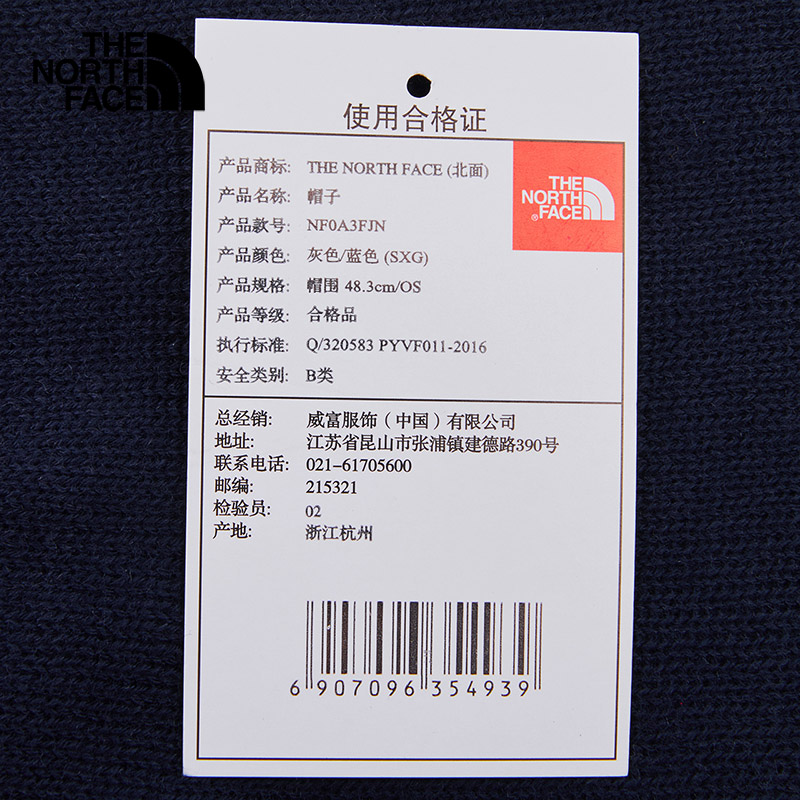 THE
NORTH
FACE
使用合格证
产品商标: THE NORTH FACE (北面)
产品名称: 帽子
产品款号: NF0A3FJN
产品颜色: 灰色/蓝色 (SXG)
产品规格: 帽围 48.3cm/OS
产品等级: 合格品
执行标准: Q/320583 PYVF011-2016
安全类别: B类
THE
NORTH
FACE®
总经销: 威富服饰（中国）有限公司
地址: 江苏省昆山市张浦镇建德路390号
联系电话: 021-61705600
邮编: 215321
检验员: 02
产地: 浙江杭州
6 907096 354939